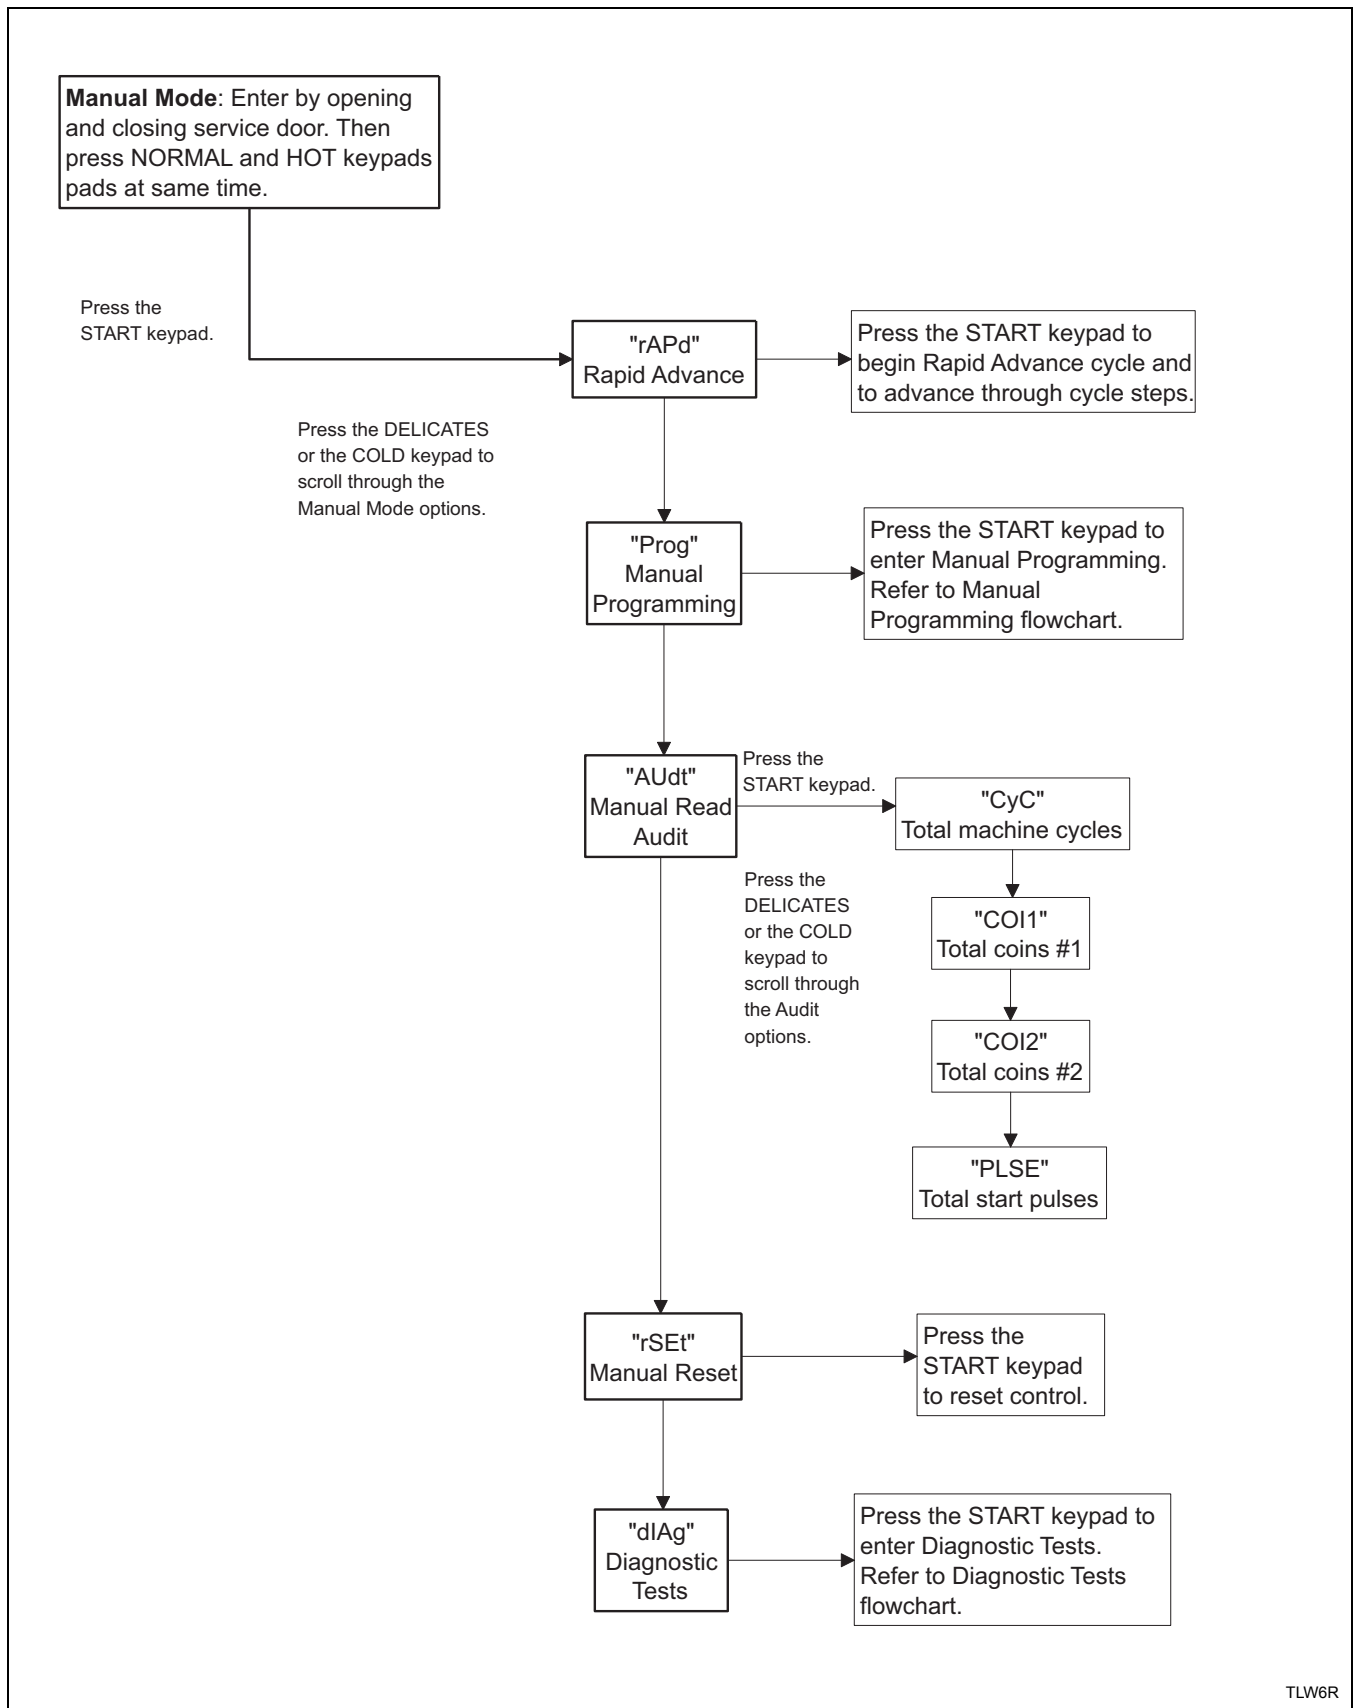 Manual Mode: Enter by opening
and closing service door. Then
press NORMAL and HOT keypads
pads at same time.
Press the
START keypad.
"rAPd"
Rapid Advance
Press the START keypad to
begin Rapid Advance cycle and
to advance through cycle steps.
Press the DELICATES
or the COLD keypad to
scroll through the
Manual Mode options.
"Prog"
Manual
Programming
Press the START keypad to
enter Manual Programming.
Refer to Manual
Programming flowchart.
"AUdt"
Manual Read
Audit
Press the
START keypad.
"CyC"
Total machine cycles
Press the
DELICATES
or the COLD
keypad to
scroll through
the Audit
options.
"COI1"
Total coins #1
"COI2"
Total coins #2
"PLSE"
Total start pulses
"rSEt"
Manual Reset
Press the
START keypad
to reset control.
"dIAg"
Diagnostic
Tests
Press the START keypad to
enter Diagnostic Tests.
Refer to Diagnostic Tests
flowchart.
TLW6R